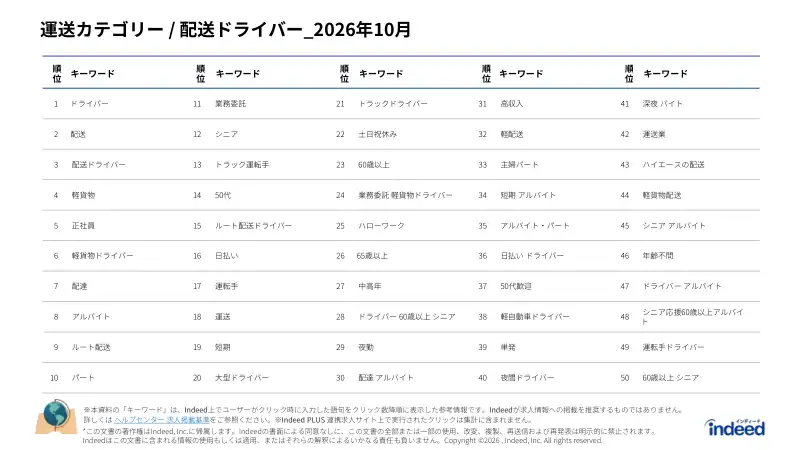 運送カテゴリー / 配送ドライバー_2026年10月
順位 キーワード 順位 キーワード 順位 キーワード 順位 キーワード 順位 キーワード
1 ドライバー 11 業務委託 21 トラックドライバー 31 高収入 41 深夜 バイト
2 配送 12 シニア 22 土日祝休み 32 軽配送 42 運送業
3 配送ドライバー 13 トラック運転手 23 60歳以上 33 主婦パート 43 ハイエースの配送
4 軽貨物 14 50代 24 業務委託 軽貨物ドライバー 34 短期 アルバイト 44 軽貨物配送
5 正社員 15 ルート配送ドライバー 25 ハローワーク 35 アルバイト・パート 45 シニア アルバイト
6 軽貨物ドライバー 16 日払い 26 65歳以上 36 日払い ドライバー 46 年齢不問
7 配達 17 運転手 27 中高年 37 50代歓迎 47 ドライバー アルバイト
8 アルバイト 18 運送 28 ドライバー 60歳以上 シニア 38 軽自動車ドライバー 48 シニア応援60歳以上アルバイト
9 ルート配送 19 短期 29 夜勤 39 単発 49 運転手ドライバー
10 パート 20 大型ドライバー 30 配達 アルバイト 40 夜間ドライバー 50 60歳以上 シニア
※本資料の「キーワード」は、Indeed上でユーザーがクリック時に入力した語句をクリック数降順に表示した参考情報です。Indeedが求人情報への掲載を推奨するものではありません。
詳しくは ヘルプセンター 求人掲載基準をご参照ください。※Indeed PLUS 連携求人サイト上で実行されたクリックは集計に含まれません。
*この文書の著作権はIndeed, Inc.に帰属します。Indeedの書面による同意なしに、この文書の全部または一部の使用、改変、複製、再送信および再発表は明示的に禁止されます。
Indeedはこの文書に含まれる情報の使用もしくは適用、またはそれらの解釈によるいかなる責任も負いません。Copyright ©2026 , Indeed, Inc. All rights reserved.
インディード
indeed